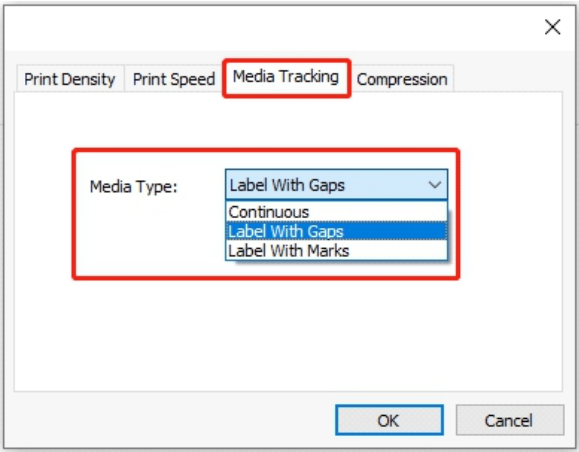 Print Density Print Speed Media Tracking Compression
Media Type: Label With Gaps
Continuous
Label With Gaps
Label With Marks
OK Cancel